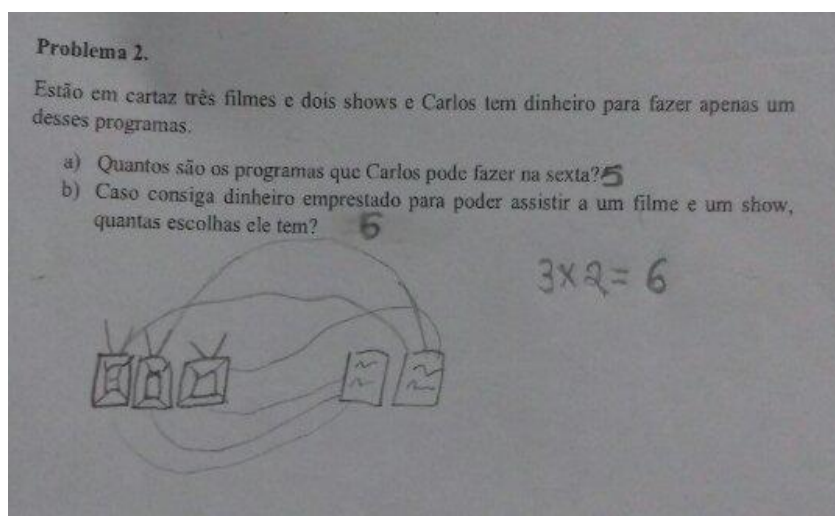 Problema 2.
Estão em cartaz três filmes e dois shows e Carlos tem dinheiro para fazer apenas um
desses programas.
a) Quantos são os programas que Carlos pode fazer na sexta? 5
b) Caso consiga dinheiro emprestado para poder assistir a um filme e um show,
quantas escolhas ele tem? 6
3x2= 6